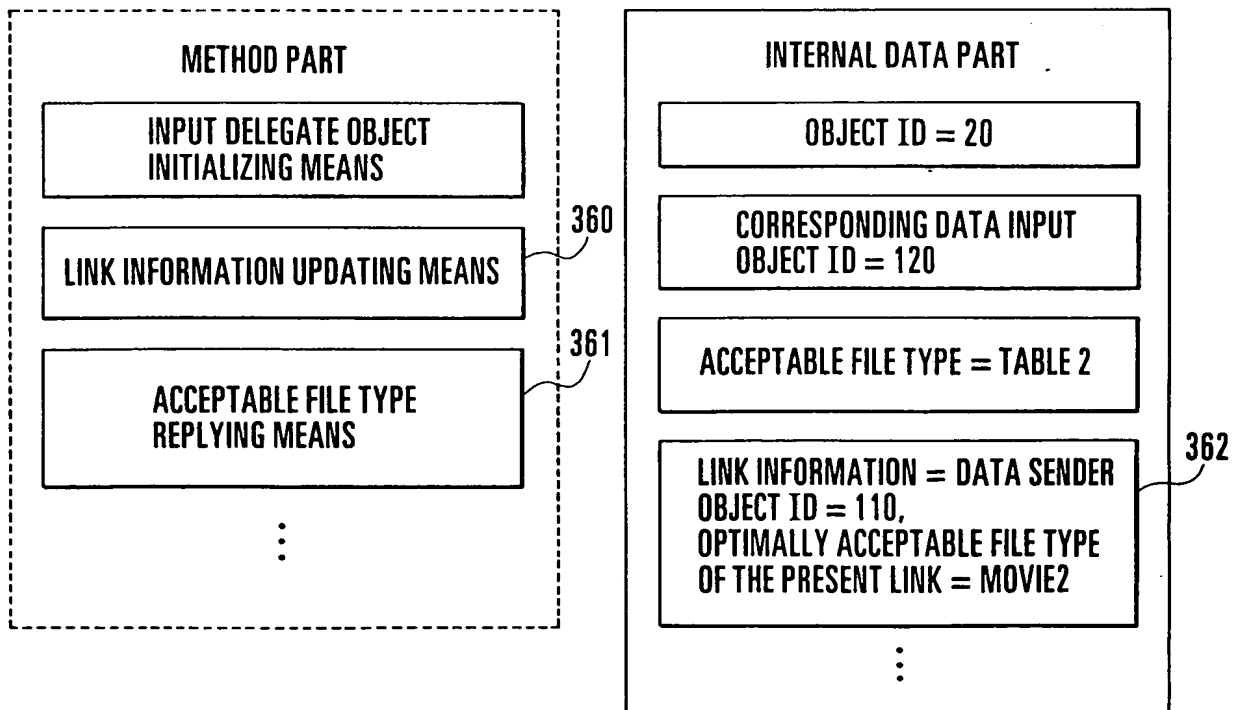 METHOD PART
INPUT DELEGATE OBJECT
INITIALIZING MEANS
360
LINK INFORMATION UPDATING MEANS
361
ACCEPTABLE FILE TYPE
REPLYING MEANS
INTERNAL DATA PART
OBJECT ID = 20
CORRESPONDING DATA INPUT
OBJECT ID = 120
ACCEPTABLE FILE TYPE = TABLE 2
362
LINK INFORMATION = DATA SENDER
OBJECT ID = 110,
OPTIMALLY ACCEPTABLE FILE TYPE
OF THE PRESENT LINK = MOVIE2